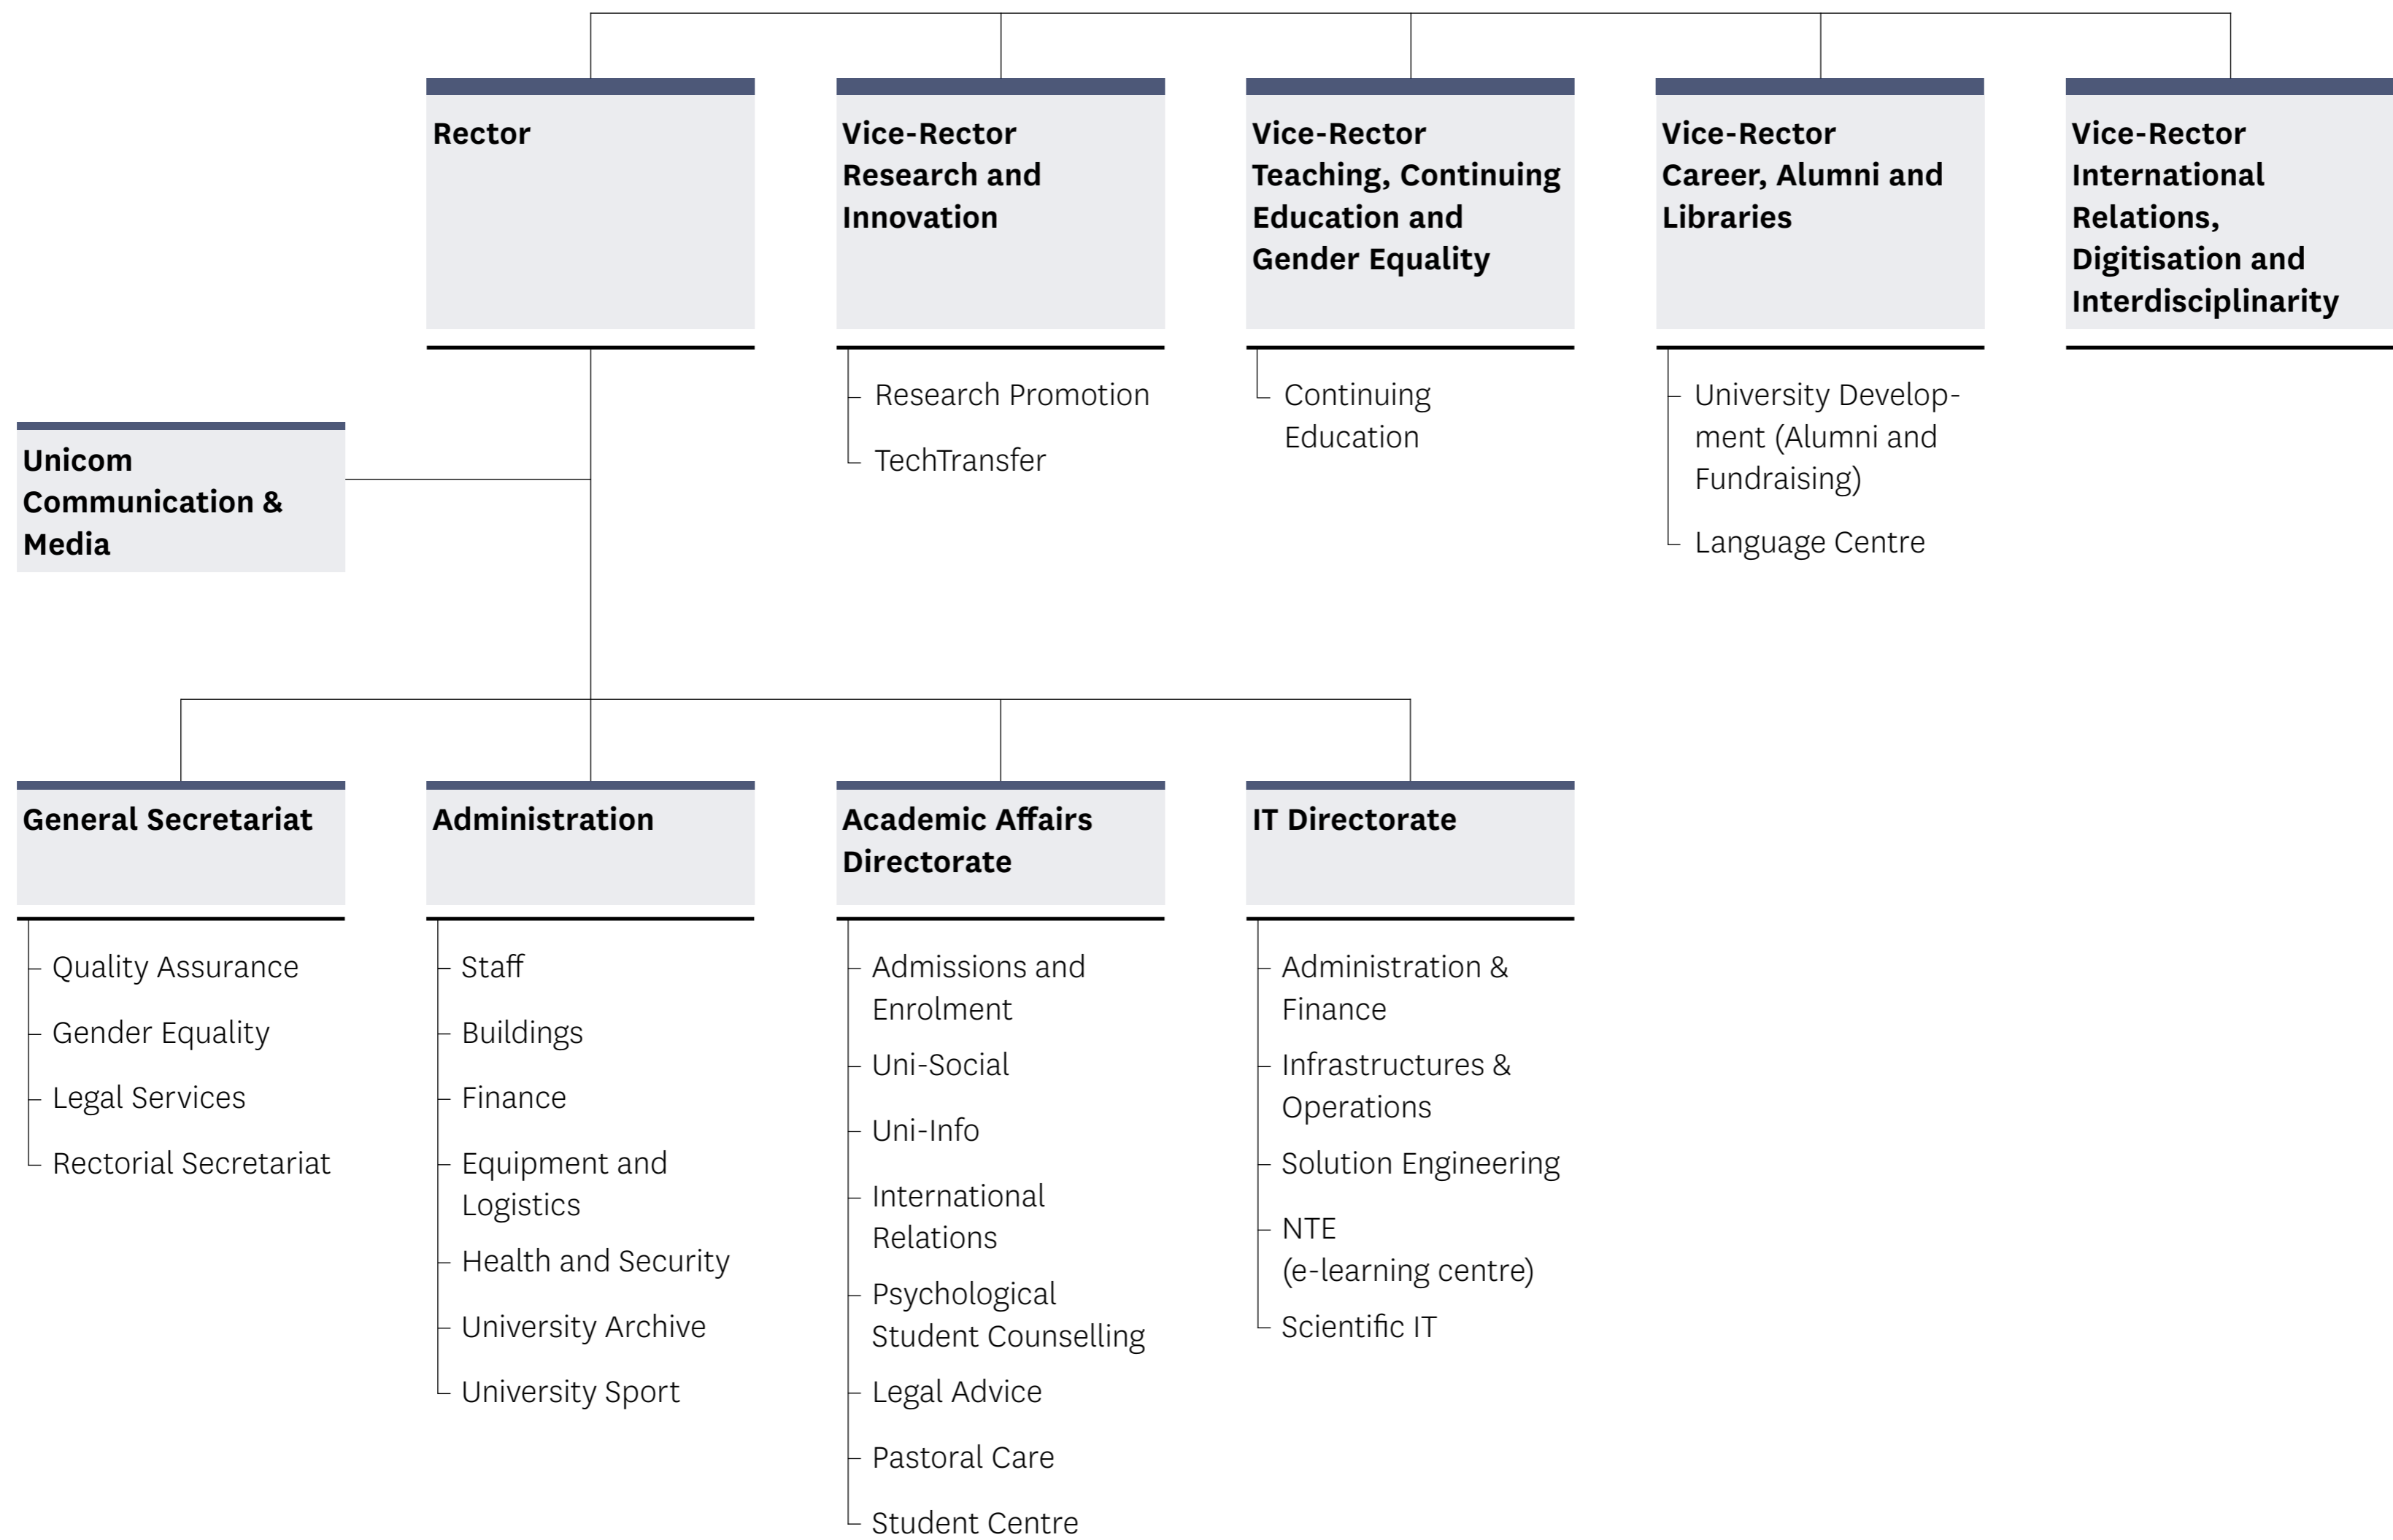 Rector
Vice-Rector
Research and
Innovation
Vice-Rector
Teaching, Continuing
Education and
Gender Equality
Vice-Rector
Career, Alumni and
Libraries
Vice-Rector
International
Relations,
Digitisation and
Interdisciplinarity
Research Promotion
TechTransfer
Continuing
Education
University Develop-
ment (Alumni and
Fundraising)
Language Centre
Unicom
Communication &
Media
General Secretariat
Quality Assurance
Gender Equality
Legal Services
Rectorial Secretariat
Administration
Staff
Buildings
Finance
Equipment and
Logistics
Health and Security
University Archive
University Sport
Academic Affairs
Directorate
Admissions and
Enrolment
Uni-Social
Uni-Info
International
Relations
Psychological
Student Counselling
Legal Advice
Pastoral Care
Student Centre
IT Directorate
Administration &
Finance
Infrastructures &
Operations
Solution Engineering
NTE
(e-learning centre)
Scientific IT